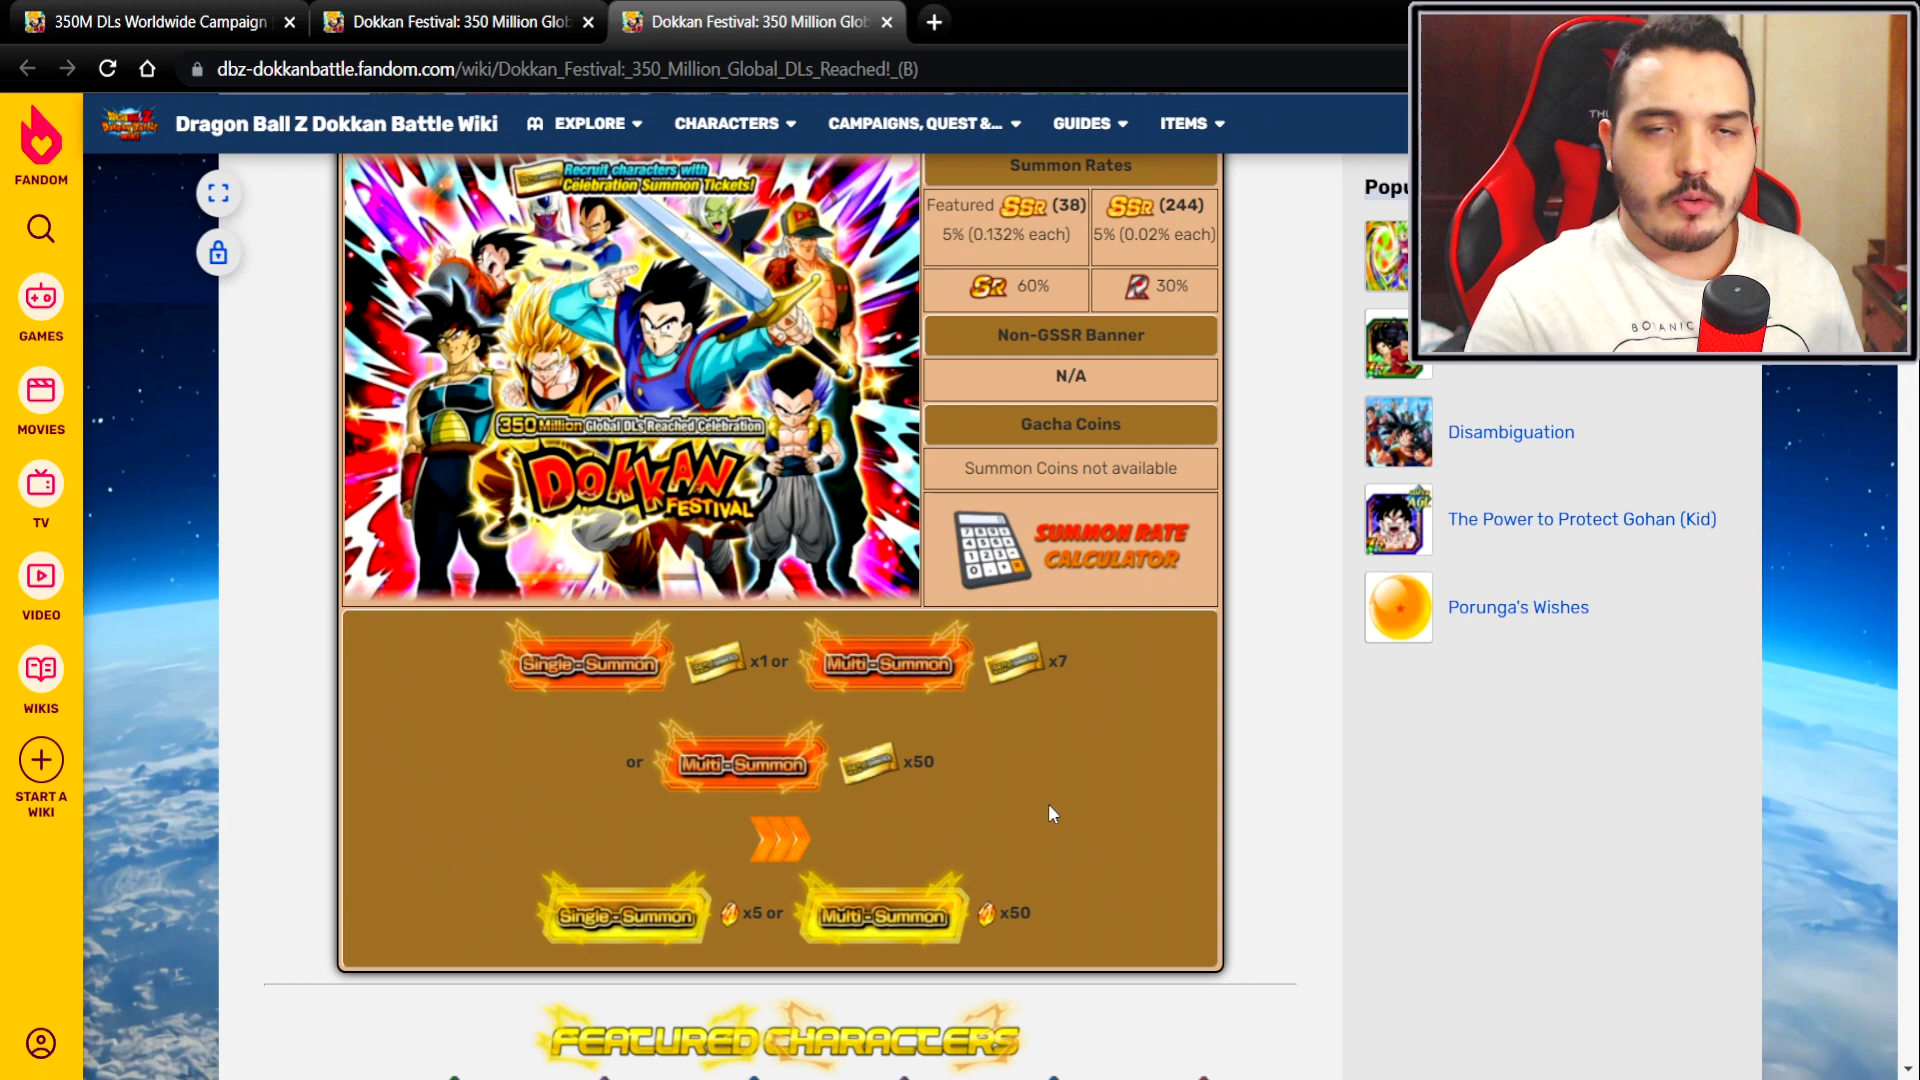 350M DLs Worldwide Campaign
Dokkan Festival: 350 Million Glob
Dokkan Festival: 350 Million Glob
dbz-dokkanbattle.fandom.com/wiki/Dokkan_Festival:_350_Million_Global_DLs_Reached!_(B)
Dragon Ball Z Dokkan Battle Wiki
EXPLORE
CHARACTERS
CAMPAIGNS, QUEST &...
GUIDES
ITEMS
FANDOM
GAMES
MOVIES
TV
VIDEO
WIKIS
START A
WIKI
Recruit characters with
Celebration Summon Tickets!
350 Million Global DLs Reached Celebration
DOKKAN
FESTIVAL
Summon Rates
Featured SSR (38)
5% (0.132% each)
SSR (244)
5% (0.02% each)
SR 60%
R 30%
Non-GSSR Banner
N/A
Gacha Coins
Summon Coins not available
SUMMON RATE
CALCULATOR
Single-Summon x1 or Multi-Summon x7
or Multi-Summon x50
Single-Summon x5 or Multi-Summon x50
FEATURED CHARACTERS
Popu
Disambiguation
The Power to Protect Gohan (Kid)
Porunga's Wishes
BOTANIC